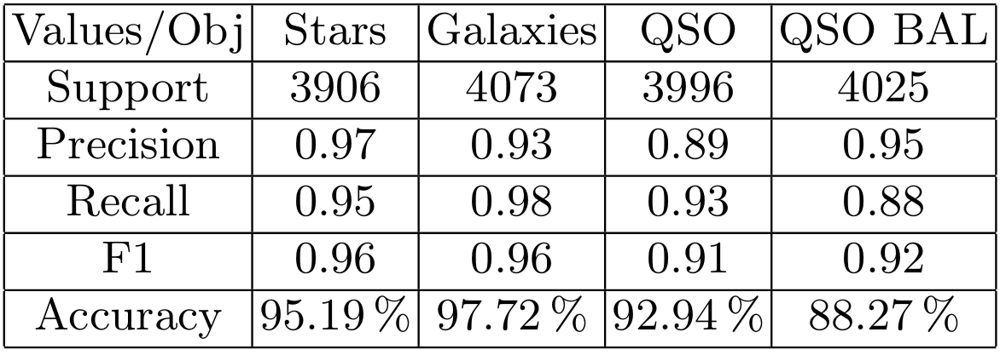 Values/Obj Stars Galaxies QSO QSO BAL
Support 3906 4073 3996 4025
Precision 0.97 0.93 0.89 0.95
Recall 0.95 0.98 0.93 0.88
F1 0.96 0.96 0.91 0.92
Accuracy 95.19 % 97.72 % 92.94 % 88.27 %